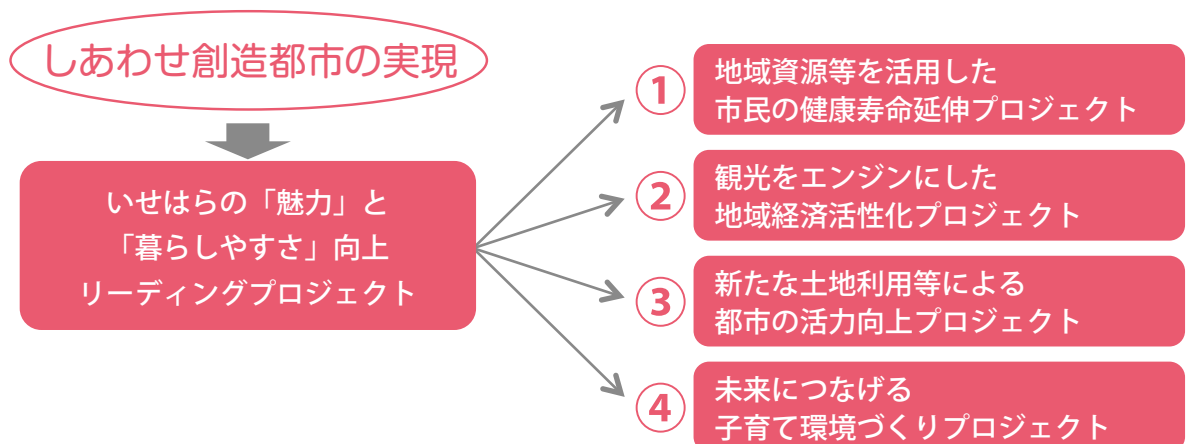 しあわせ創造都市の実現
いせはらの「魅力」と
「暮らしやすさ」向上
リーディングプロジェクト
① 地域資源等を活用した
市民の健康寿命延伸プロジェクト
② 観光をエンジンにした
地域経済活性化プロジェクト
③ 新たな土地利用等による
都市の活力向上プロジェクト
④ 未来につなげる
子育て環境づくりプロジェクト